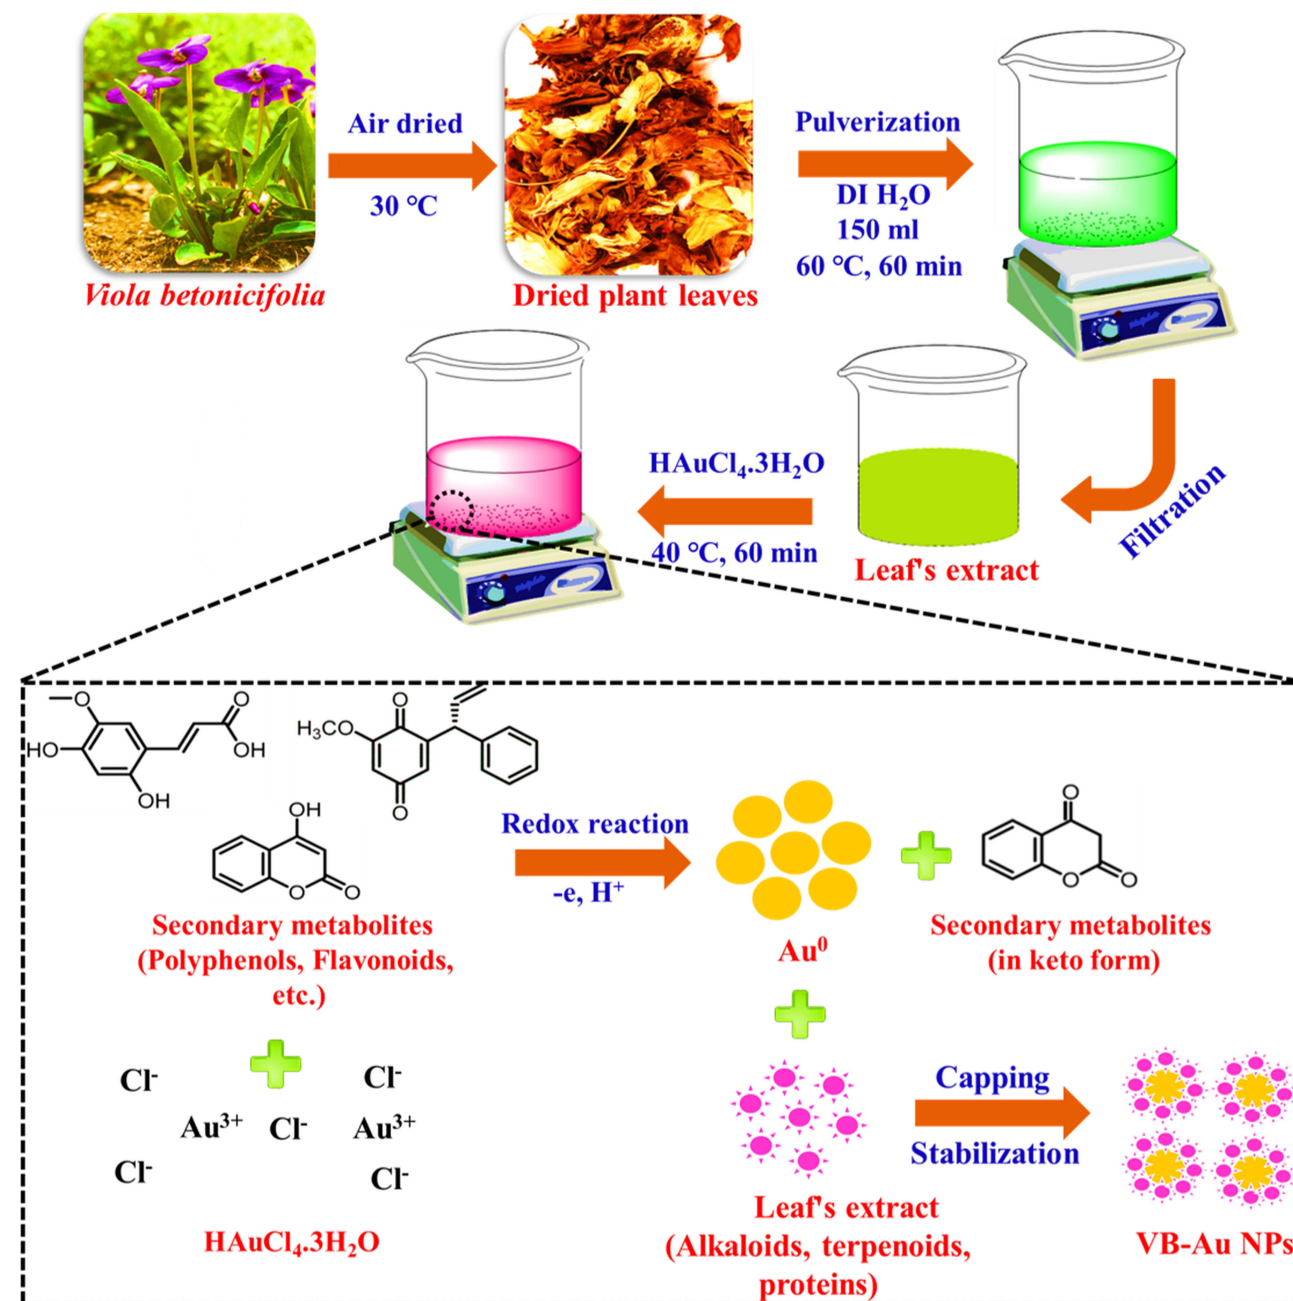 Air dried
30 °C
Pulverization
DI H₂O
150 ml
60 °C, 60 min
Viola betonicifolia
Dried plant leaves
Filtration
HAuCl₄.3H₂O
40 °C, 60 min
Leaf's extract
O
O
HO
OH
OH
H₃CO
O
O
OH
O
O
Redox reaction
-e, H⁺
O
O
O
Secondary metabolites
(Polyphenols, Flavonoids,
etc.)
Au⁰
Secondary metabolites
(in keto form)
Cl⁻
Cl⁻
Au³⁺
Cl⁻
Au³⁺
Cl⁻
Cl⁻
HAuCl₄.3H₂O
Capping
Stabilization
Leaf's extract
(Alkaloids, terpenoids,
proteins)
VB-Au NPs